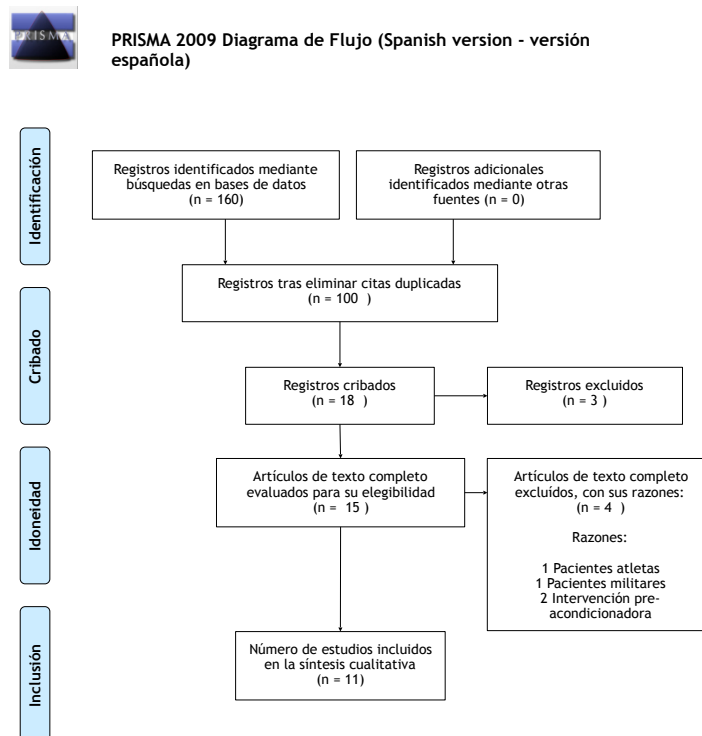 PRISMA
PRISMA 2009 Diagrama de Flujo (Spanish version - versión
española)
Identificación
Registros identificados mediante
búsquedas en bases de datos
(n = 160)
Registros adicionales
identificados mediante otras
fuentes (n = 0)
Registros tras eliminar citas duplicadas
(n = 100 )
Cribado
Registros cribados
(n = 18 )
Registros excluidos
(n = 3 )
Idoneidad
Artículos de texto completo
evaluados para su elegibilidad
(n = 15 )
Artículos de texto completo
excluídos, con sus razones:
(n = 4 )
Razones:
1 Pacientes atletas
1 Pacientes militares
2 Intervención pre-
acondicionadora
Inclusión
Número de estudios incluidos
en la síntesis cualitativa
(n = 11)